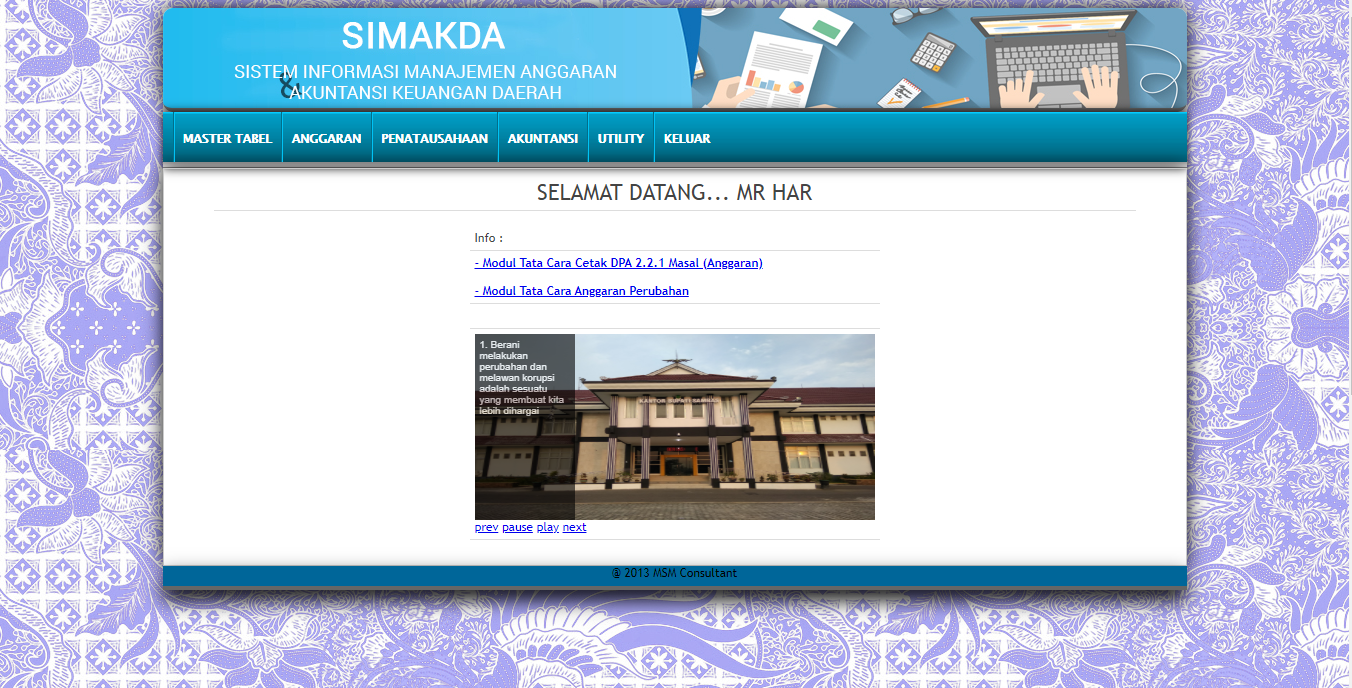 SIMAKDA
SISTEM INFORMASI MANAJEMEN ANGGARAN
& AKUNTANSI KEUANGAN DAERAH
MASTER TABEL ANGGARAN PENATAUSAHAAN AKUNTANSI UTILITY KELUAR
SELAMAT DATANG... MR HAR
Info :
- Modul Tata Cara Cetak DPA 2.2.1 Masal (Anggaran)
- Modul Tata Cara Anggaran Perubahan
1. Berani
melakukan
perubahan dan
melawan korupsi
adalah sesuatu
yang membuat kita
lebih dihargai
KANTOR BUPATI SAMBAS
prev pause play next
@ 2013 MSM Consultant